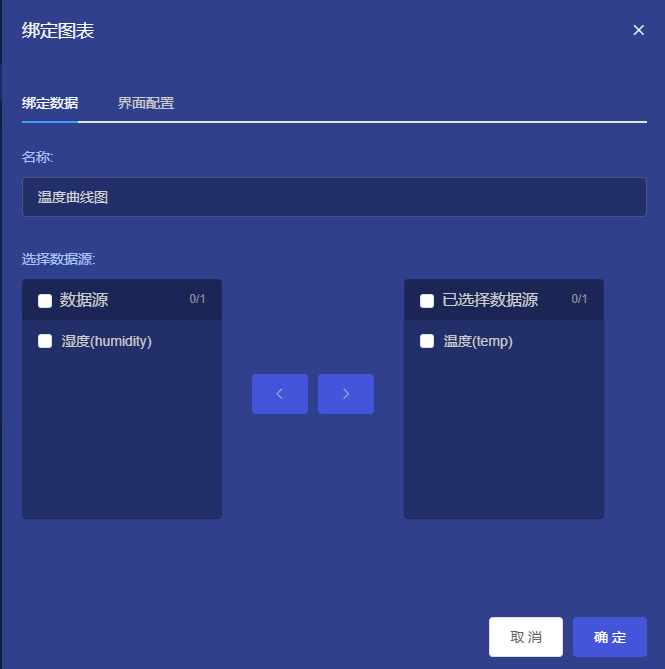 绑定图表
绑定数据 界面配置
名称:
温度曲线图
选择数据源:
数据源 0/1
湿度(humidity)
已选择数据源 0/1
温度(temp)
取消 确定